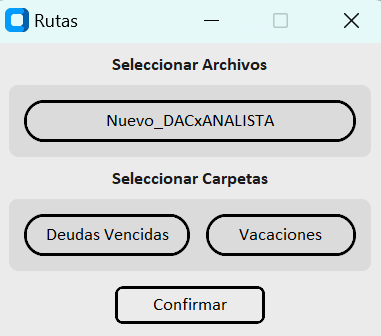 Rutas
Seleccionar Archivos
Nuevo_DACxANALISTA
Seleccionar Carpetas
Deudas Vencidas Vacaciones
Confirmar